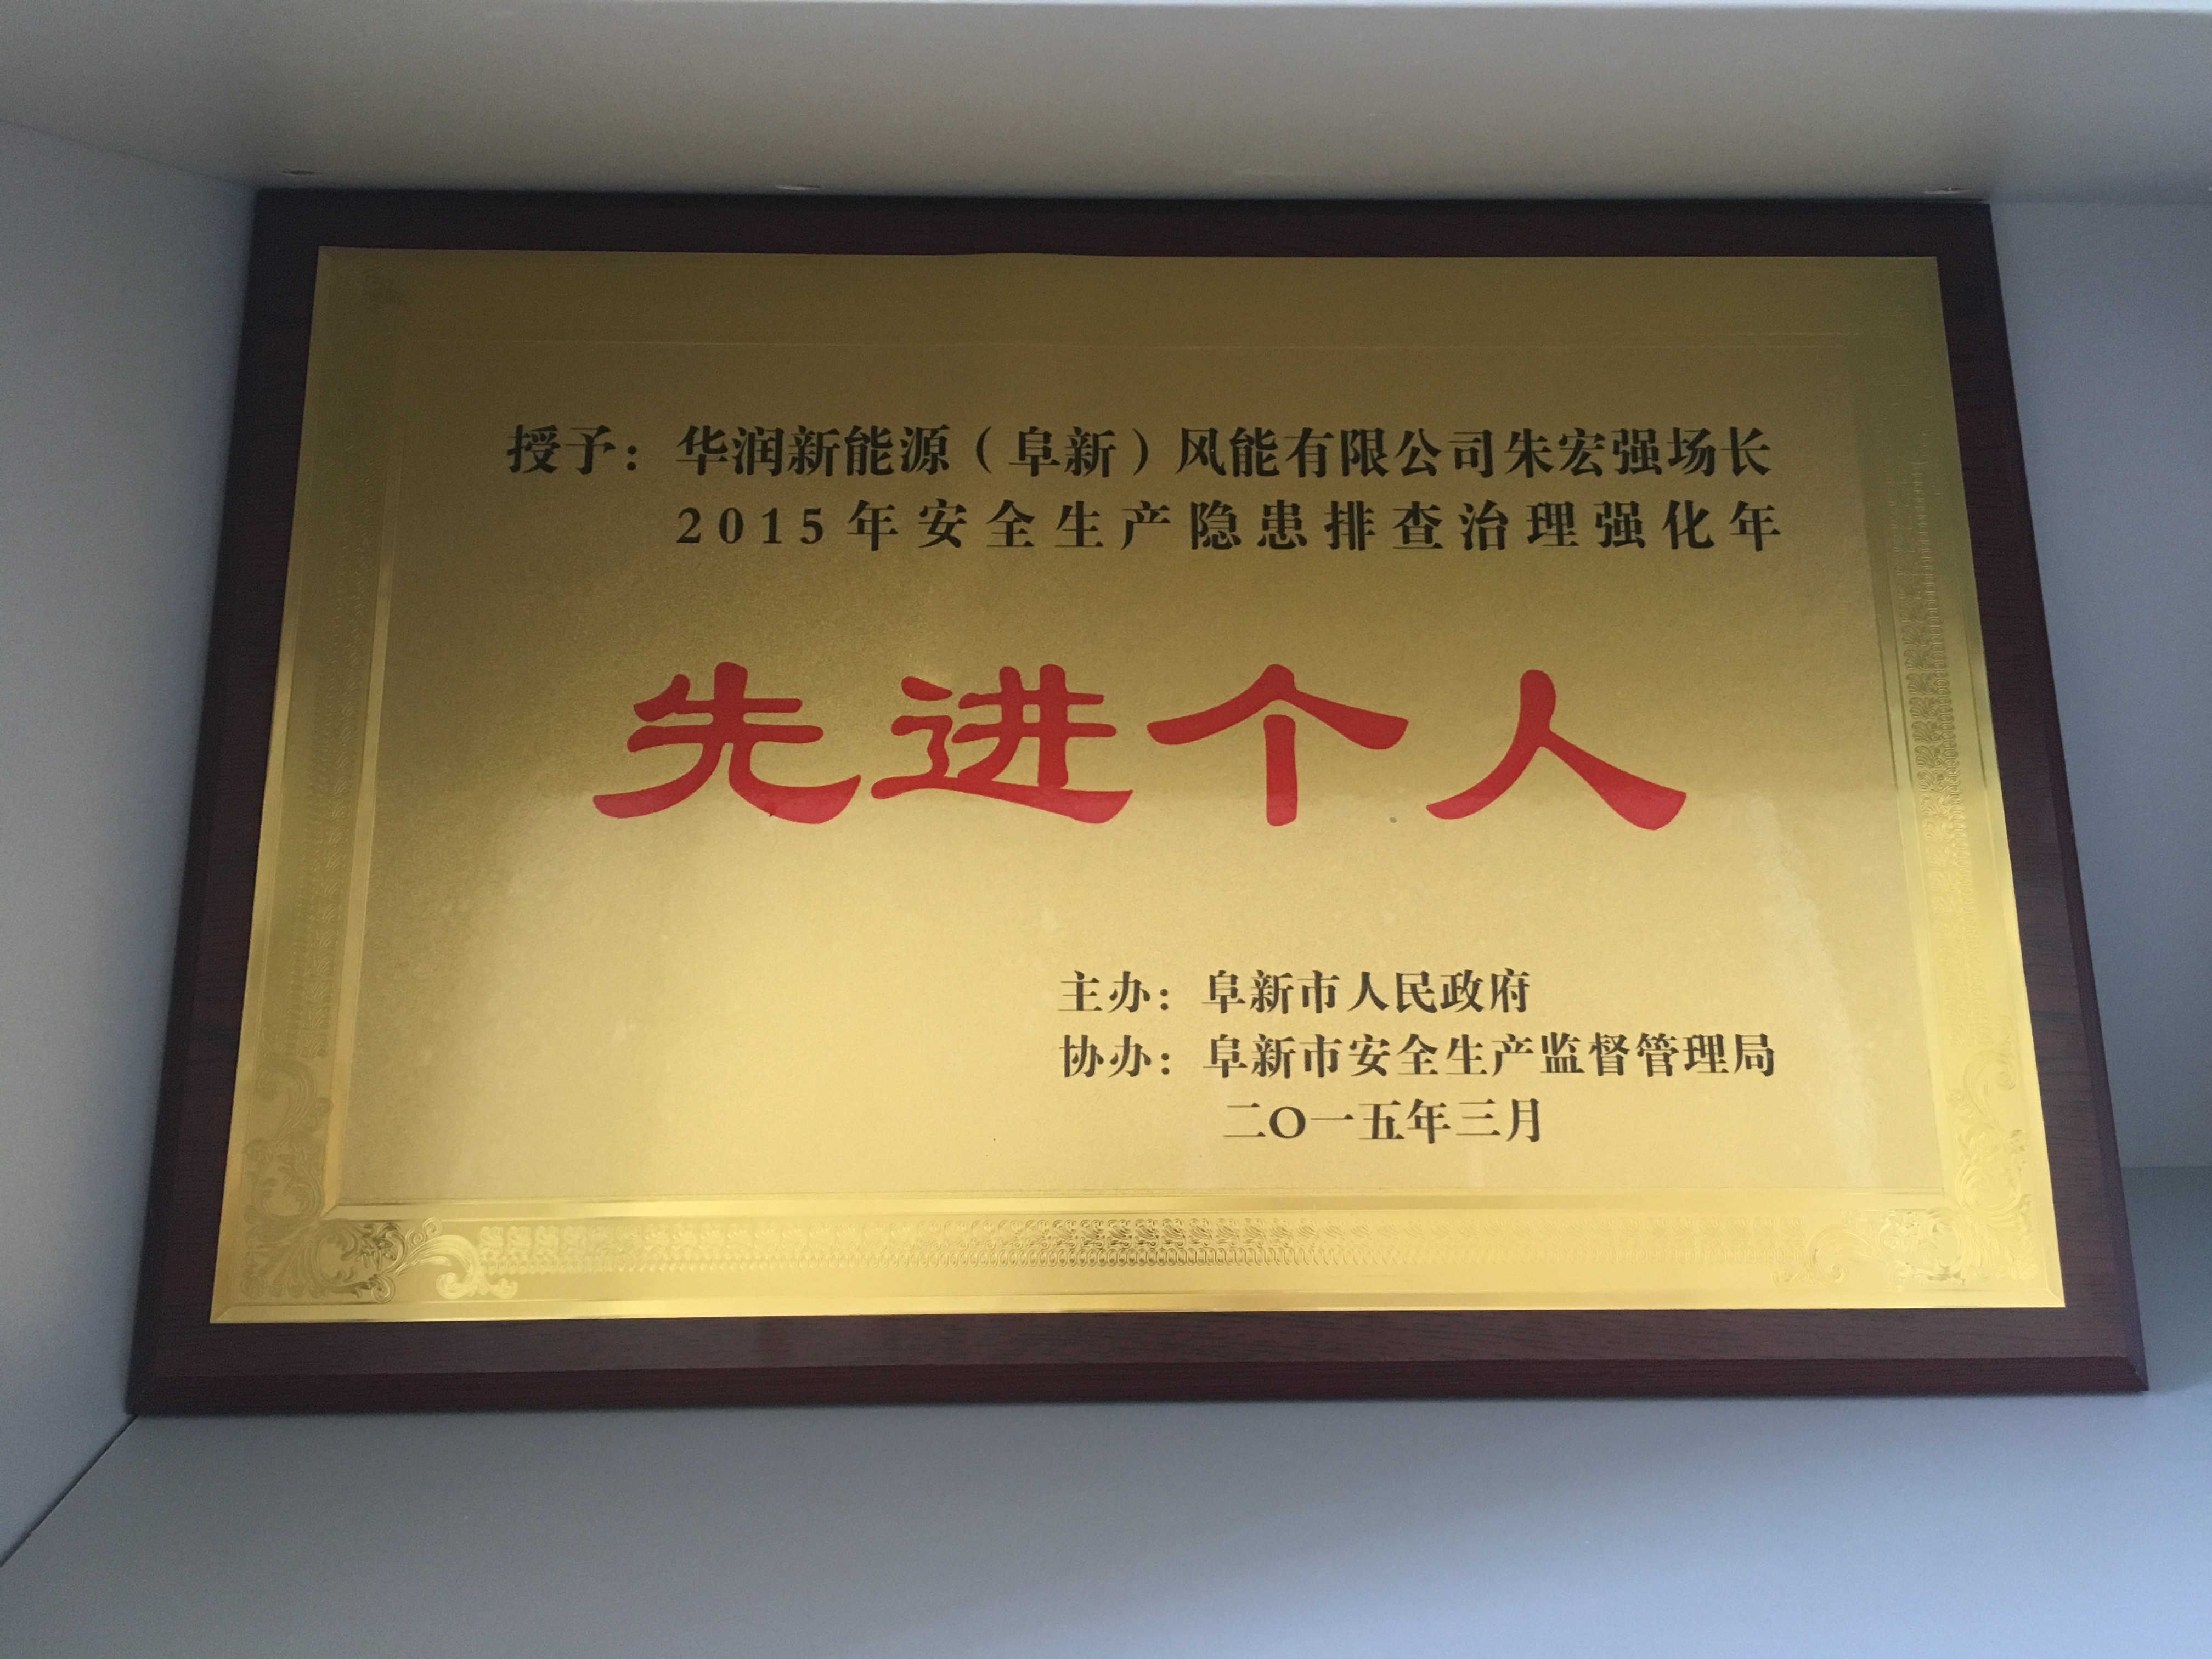 授予：华润新能源（阜新）风能有限公司朱宏强场长
2015年安全生产隐患排查治理强化年
先进个人
主办：阜新市人民政府
协办：阜新市安全生产监督管理局
二〇一五年三月